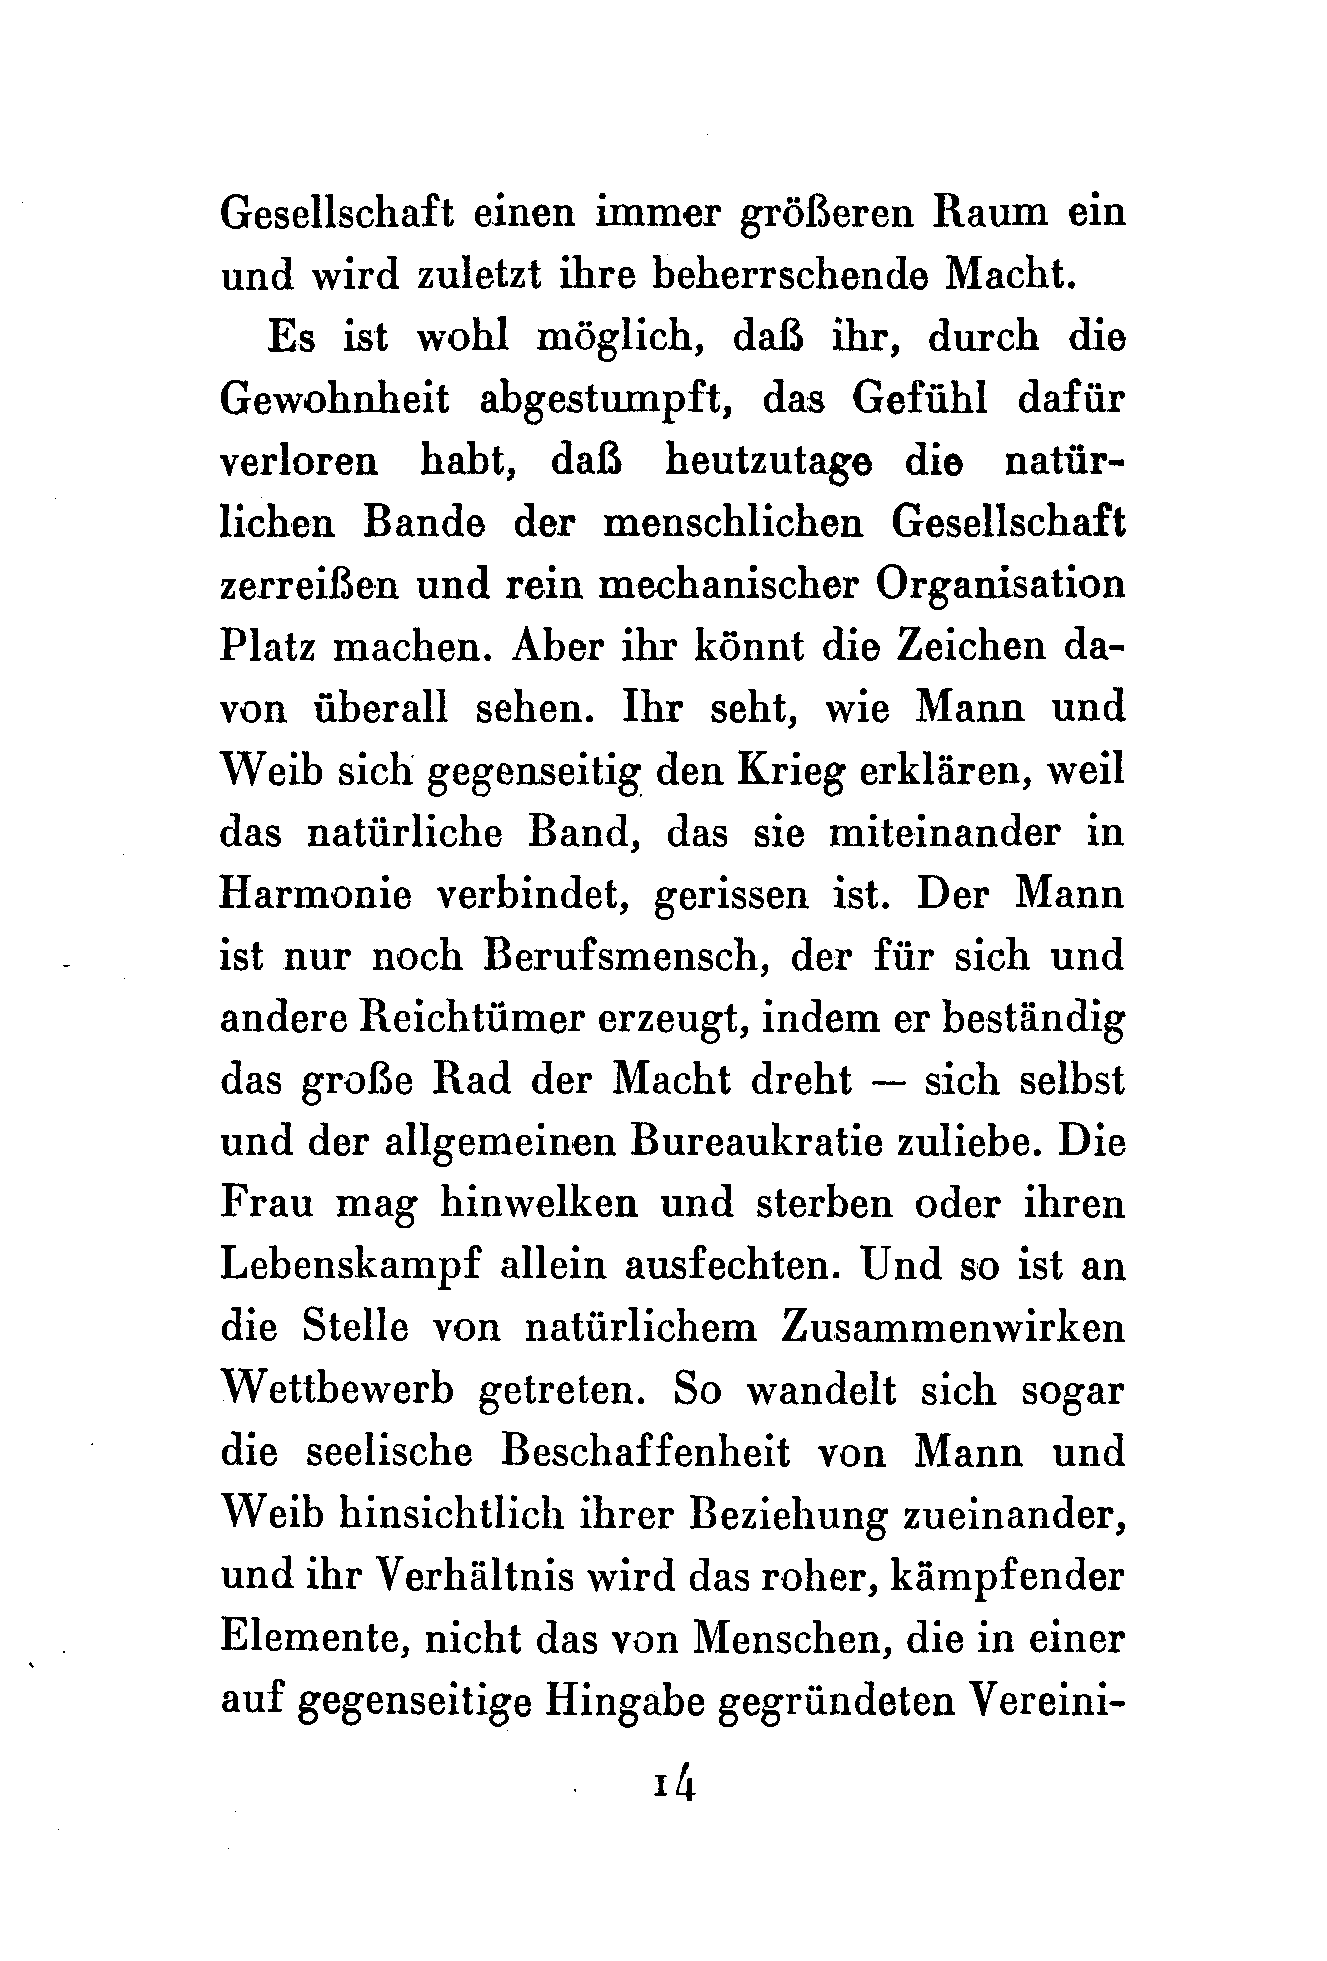 Gesellschaft einen immer größeren Raum ein
und wird zuletzt ihre beherrschende Macht.
Es ist wohl möglich, daß ihr, durch die
Gewohnheit abgestumpft, das Gefühl dafür
verloren habt, daß heutzutage die natür-
lichen Bande der menschlichen Gesellschaft
zerreißen und rein mechanischer Organisation
Platz machen. Aber ihr könnt die Zeichen da-
von überall sehen. Ihr seht, wie Mann und
Weib sich gegenseitig den Krieg erklären, weil
das natürliche Band, das sie miteinander in
Harmonie verbindet, gerissen ist. Der Mann
ist nur noch Berufsmensch, der für sich und
andere Reichtümer erzeugt, indem er beständig
das große Rad der Macht dreht — sich selbst
und der allgemeinen Bureaukratie zuliebe. Die
Frau mag hinwelken und sterben oder ihren
Lebenskampf allein ausfechten. Und so ist an
die Stelle von natürlichem Zusammenwirken
Wettbewerb getreten. So wandelt sich sogar
die seelische Beschaffenheit von Mann und
Weib hinsichtlich ihrer Beziehung zueinander,
und ihr Verhältnis wird das roher, kämpfender
Elemente, nicht das von Menschen, die in einer
auf gegenseitige Hingabe gegründeten Vereini-
14